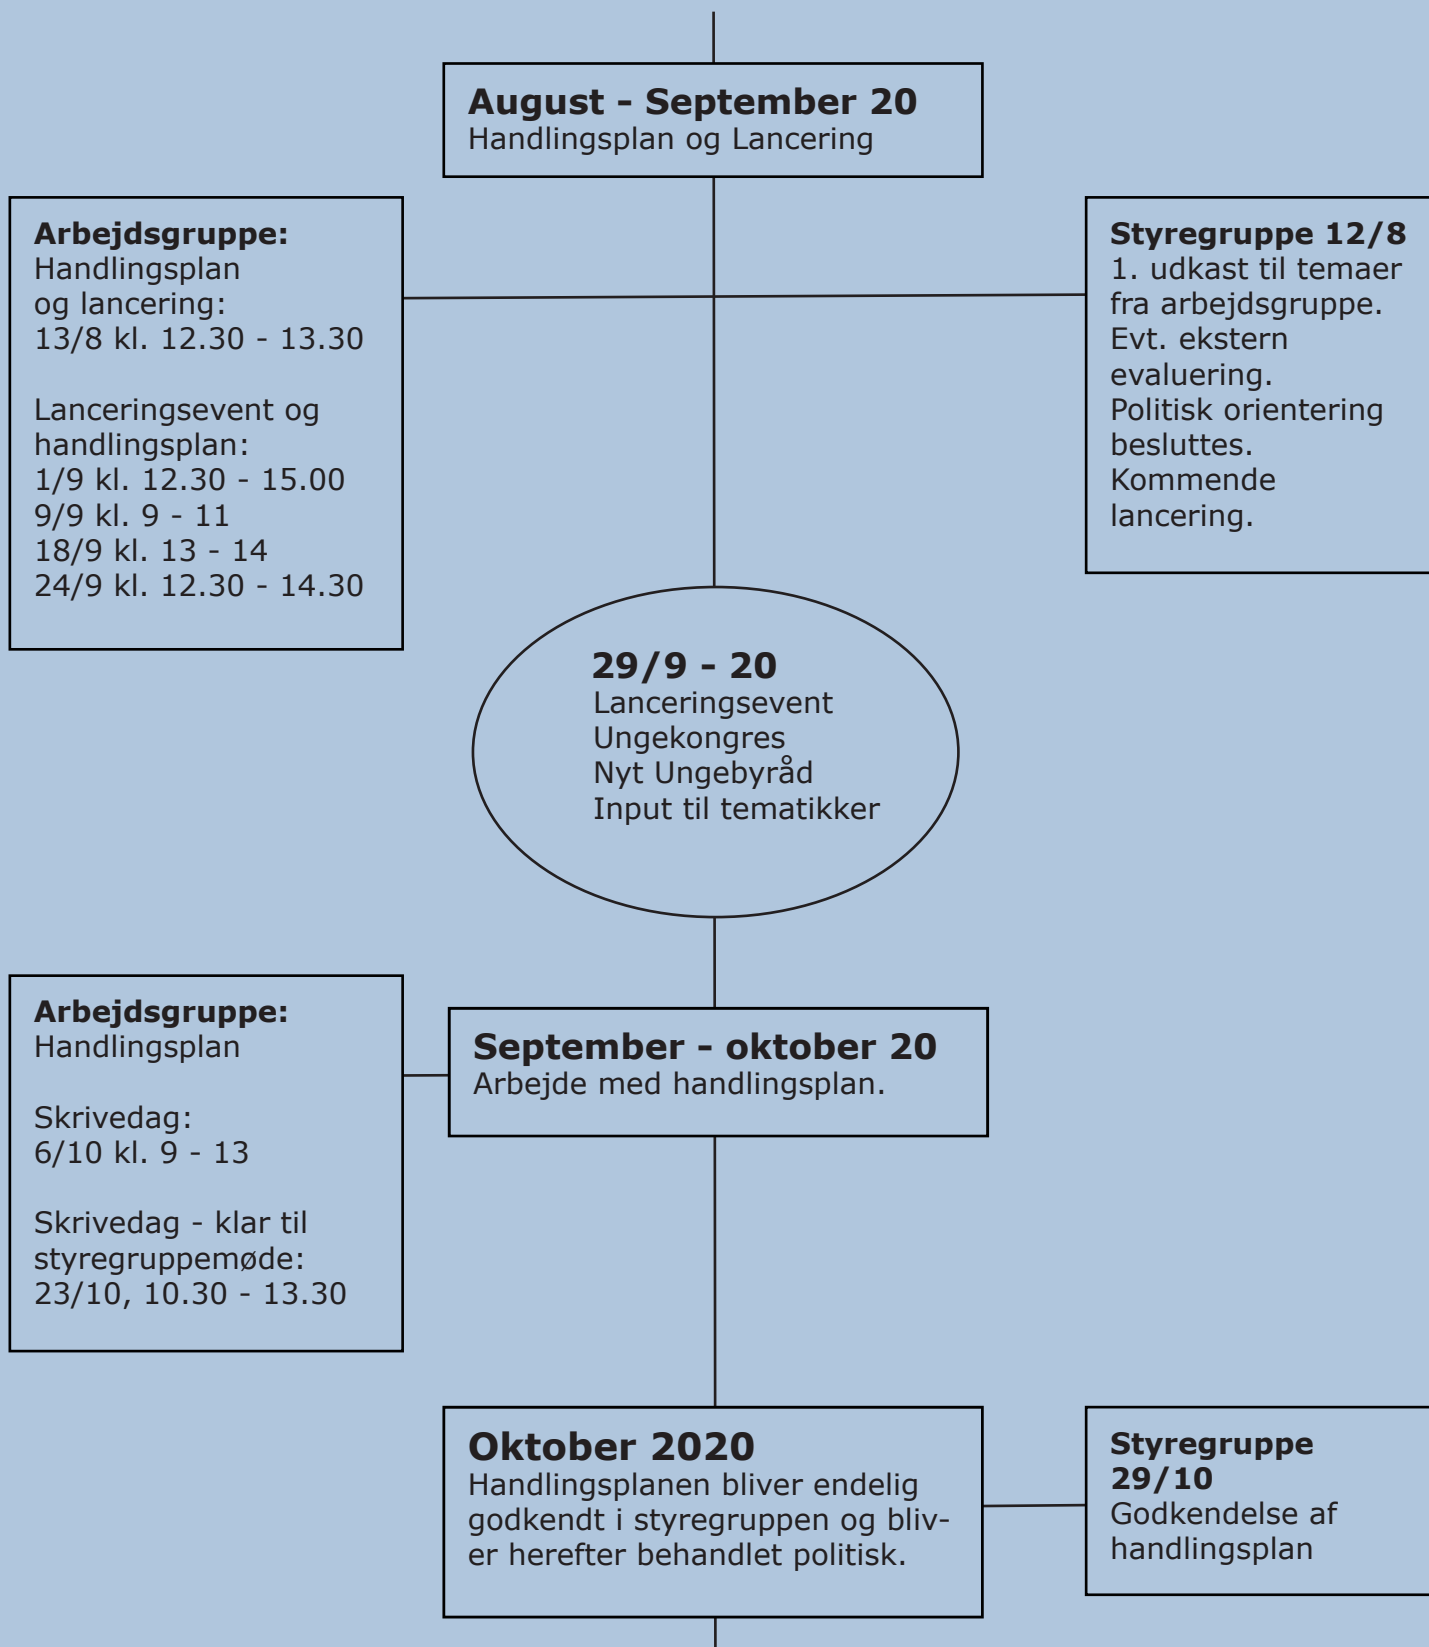 August - September 20
Handlingsplan og Lancering
Arbejdsgruppe:
Handlingsplan
og lancering:
13/8 kl. 12.30 - 13.30
Lanceringsevent og
handlingsplan:
1/9 kl. 12.30 - 15.00
9/9 kl. 9 - 11
18/9 kl. 13 - 14
24/9 kl. 12.30 - 14.30
Styregruppe 12/8
1. udkast til temaer
fra arbejdsgruppe.
Evt. ekstern
evaluering.
Politisk orientering
besluttes.
Kommende
lancering.
29/9 - 20
Lanceringsevent
Ungekongres
Nyt Ungebyråd
Input til tematikker
Arbejdsgruppe:
Handlingsplan
Skrivedag:
6/10 kl. 9 - 13
Skrivedag - klar til
styregruppemøde:
23/10, 10.30 - 13.30
September - oktober 20
Arbejde med handlingsplan.
Oktober 2020
Handlingsplanen bliver endelig
godkendt i styregruppen og bliv-
er herefter behandlet politisk.
Styregruppe
29/10
Godkendelse af
handlingsplan